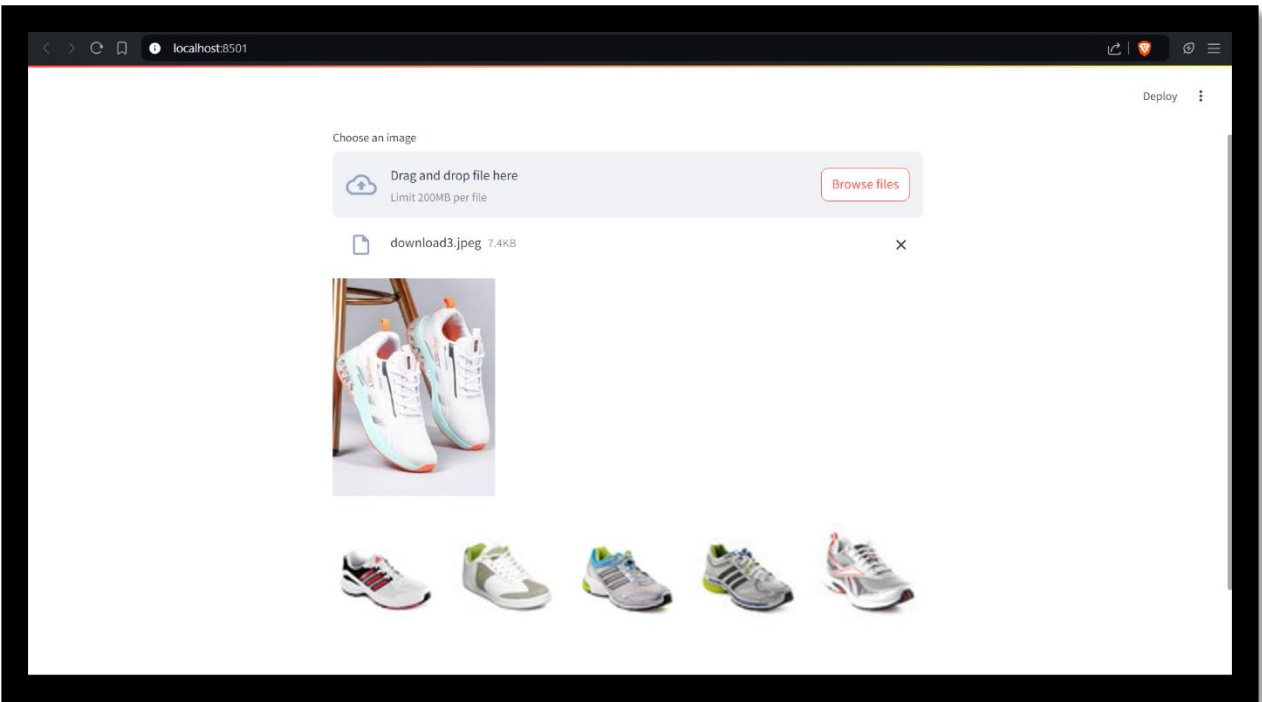 localhost:8501
Deploy
Choose an image
Drag and drop file here
Limit 200MB per file
Browse files
download3.jpeg 7.4KB